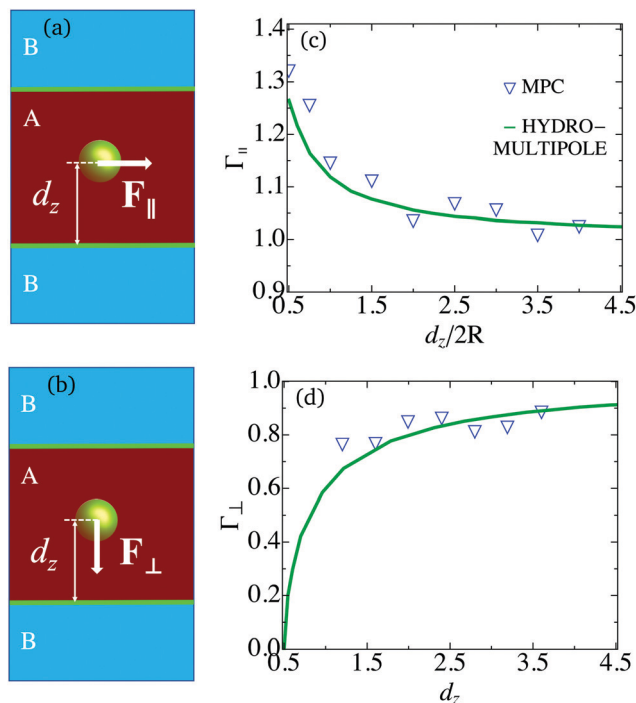 (a)
B
A
d_z
F_∥
B
(c)
1.4
1.3
1.2
1.1
1.0
0.9
Γ_∥
▽ MPC
— HYDRO–
MULTIPOLE
0.5 1.5 2.5 3.5 4.5
d_z/2R
(b)
B
A
d_z
F_⊥
B
(d)
1.0
0.8
0.6
0.4
0.2
0.0
Γ_⊥
0.5 1.5 2.5 3.5 4.5
d_z